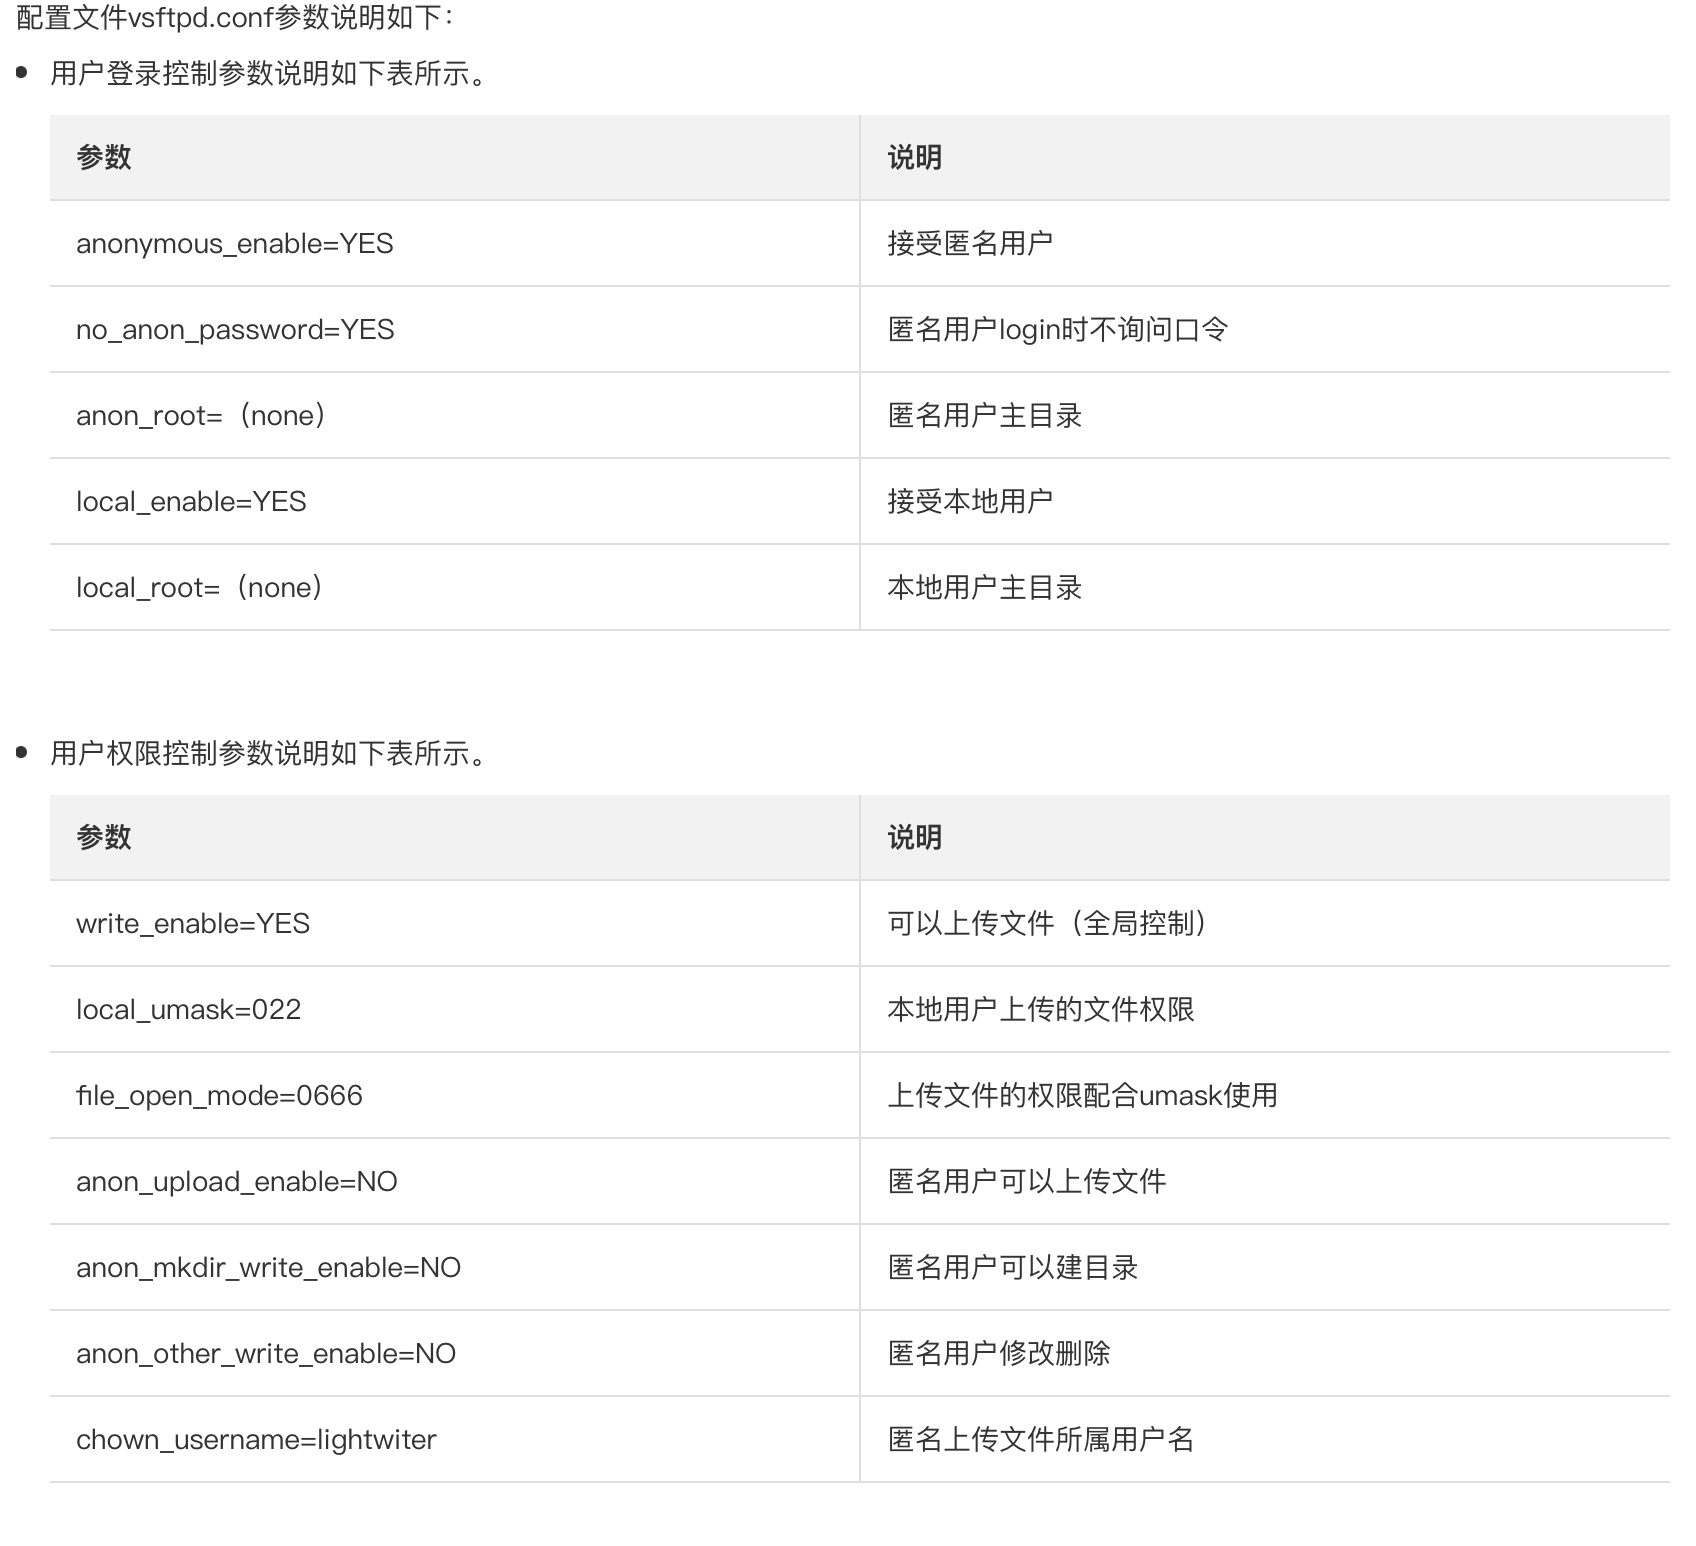 配置文件vsftpd.conf参数说明如下：
用户登录控制参数说明如下表所示。
参数 说明
anonymous_enable=YES 接受匿名用户
no_anon_password=YES 匿名用户login时不询问口令
anon_root=（none） 匿名用户主目录
local_enable=YES 接受本地用户
local_root=（none） 本地用户主目录
用户权限控制参数说明如下表所示。
参数 说明
write_enable=YES 可以上传文件（全局控制）
local_umask=022 本地用户上传的文件权限
file_open_mode=0666 上传文件的权限配合umask使用
anon_upload_enable=NO 匿名用户可以上传文件
anon_mkdir_write_enable=NO 匿名用户可以建目录
anon_other_write_enable=NO 匿名用户修改删除
chown_username=lightwiter 匿名上传文件所属用户名